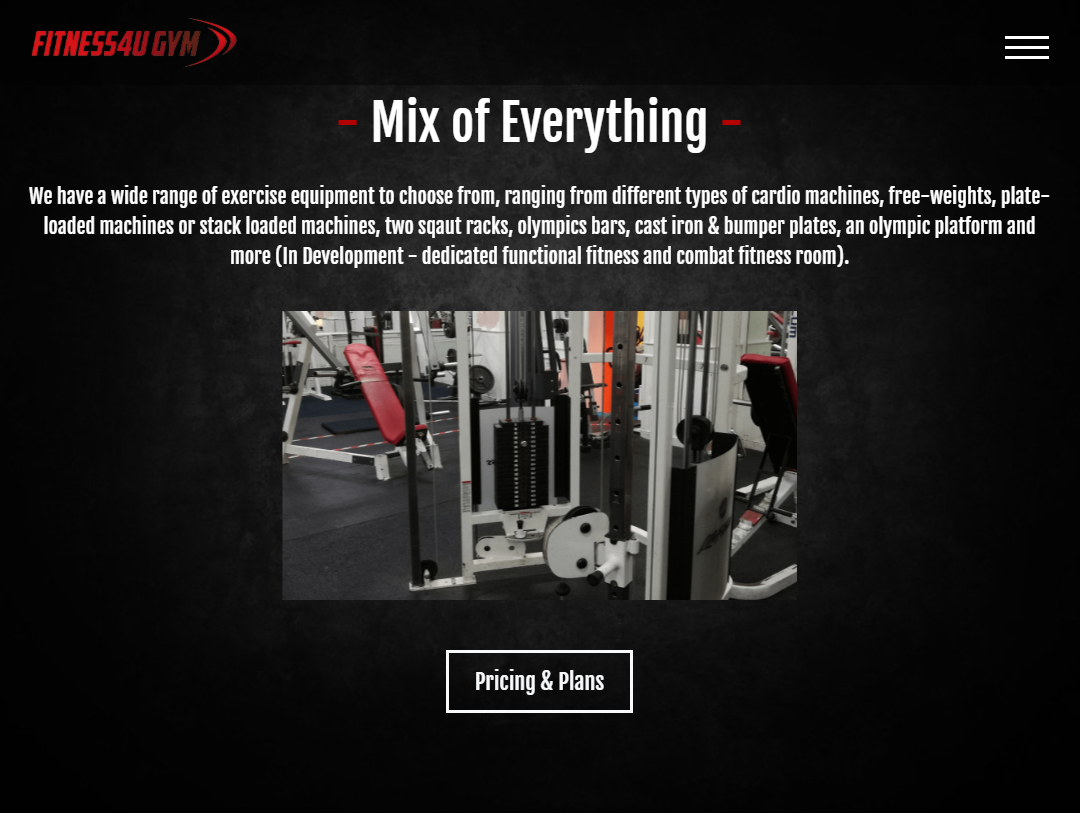 FITNESS4U GYM
- Mix of Everything -
We have a wide range of exercise equipment to choose from, ranging from different types of cardio machines, free-weights, plate-
loaded machines or stack loaded machines, two sqaut racks, olympics bars, cast iron & bumper plates, an olympic platform and
more (In Development - dedicated functional fitness and combat fitness room).
Pricing & Plans